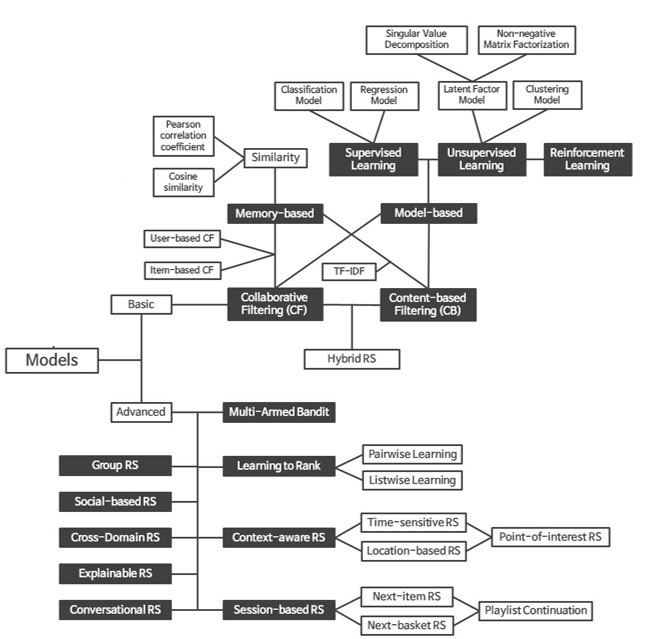 Singular Value
Decomposition
Non-negative
Matrix Factorization
Classification
Model
Regression
Model
Latent Factor
Model
Clustering
Model
Pearson
correlation
coefficient
Cosine
similarity
Similarity
Supervised
Learning
Unsupervised
Learning
Reinforcement
Learning
Memory-based
Model-based
User-based CF
Item-based CF
TF-IDF
Basic
Collaborative
Filtering (CF)
Content-based
Filtering (CB)
Hybrid RS
Models
Advanced
Multi-Armed Bandit
Group RS
Learning to Rank
Pairwise Learning
Listwise Learning
Social-based RS
Cross-Domain RS
Context-aware RS
Time-sensitive RS
Location-based RS
Point-of-interest RS
Explainable RS
Conversational RS
Session-based RS
Next-item RS
Next-basket RS
Playlist Continuation